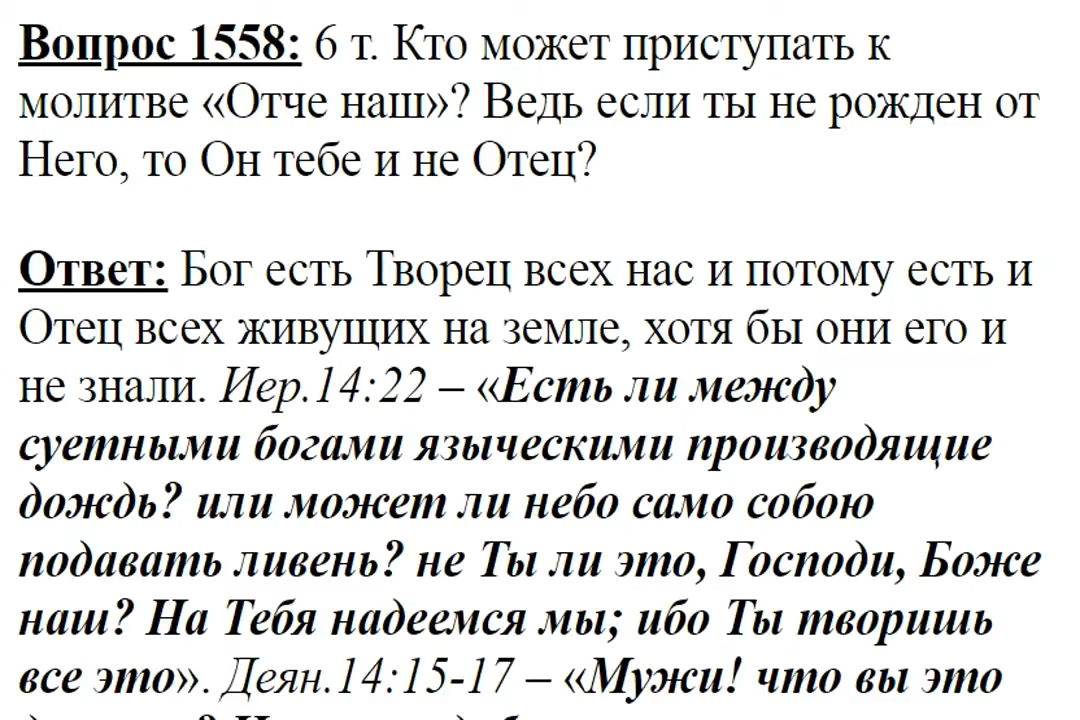 Вопрос 1558: 6 т. Кто может приступать к
молитве «Отче наш»? Ведь если ты не рожден от
Него, то Он тебе и не Отец?
Ответ: Бог есть Творец всех нас и потому есть и
Отец всех живущих на земле, хотя бы они его и
не знали. Иер.14:22 – «Есть ли между
суетными богами языческими производящие
дождь? или может ли небо само собою
подавать ливень? не Ты ли это, Господи, Боже
наш? На Тебя надеемся мы; ибо Ты творишь
все это». Деян.14:15-17 – «Мужи! что вы это